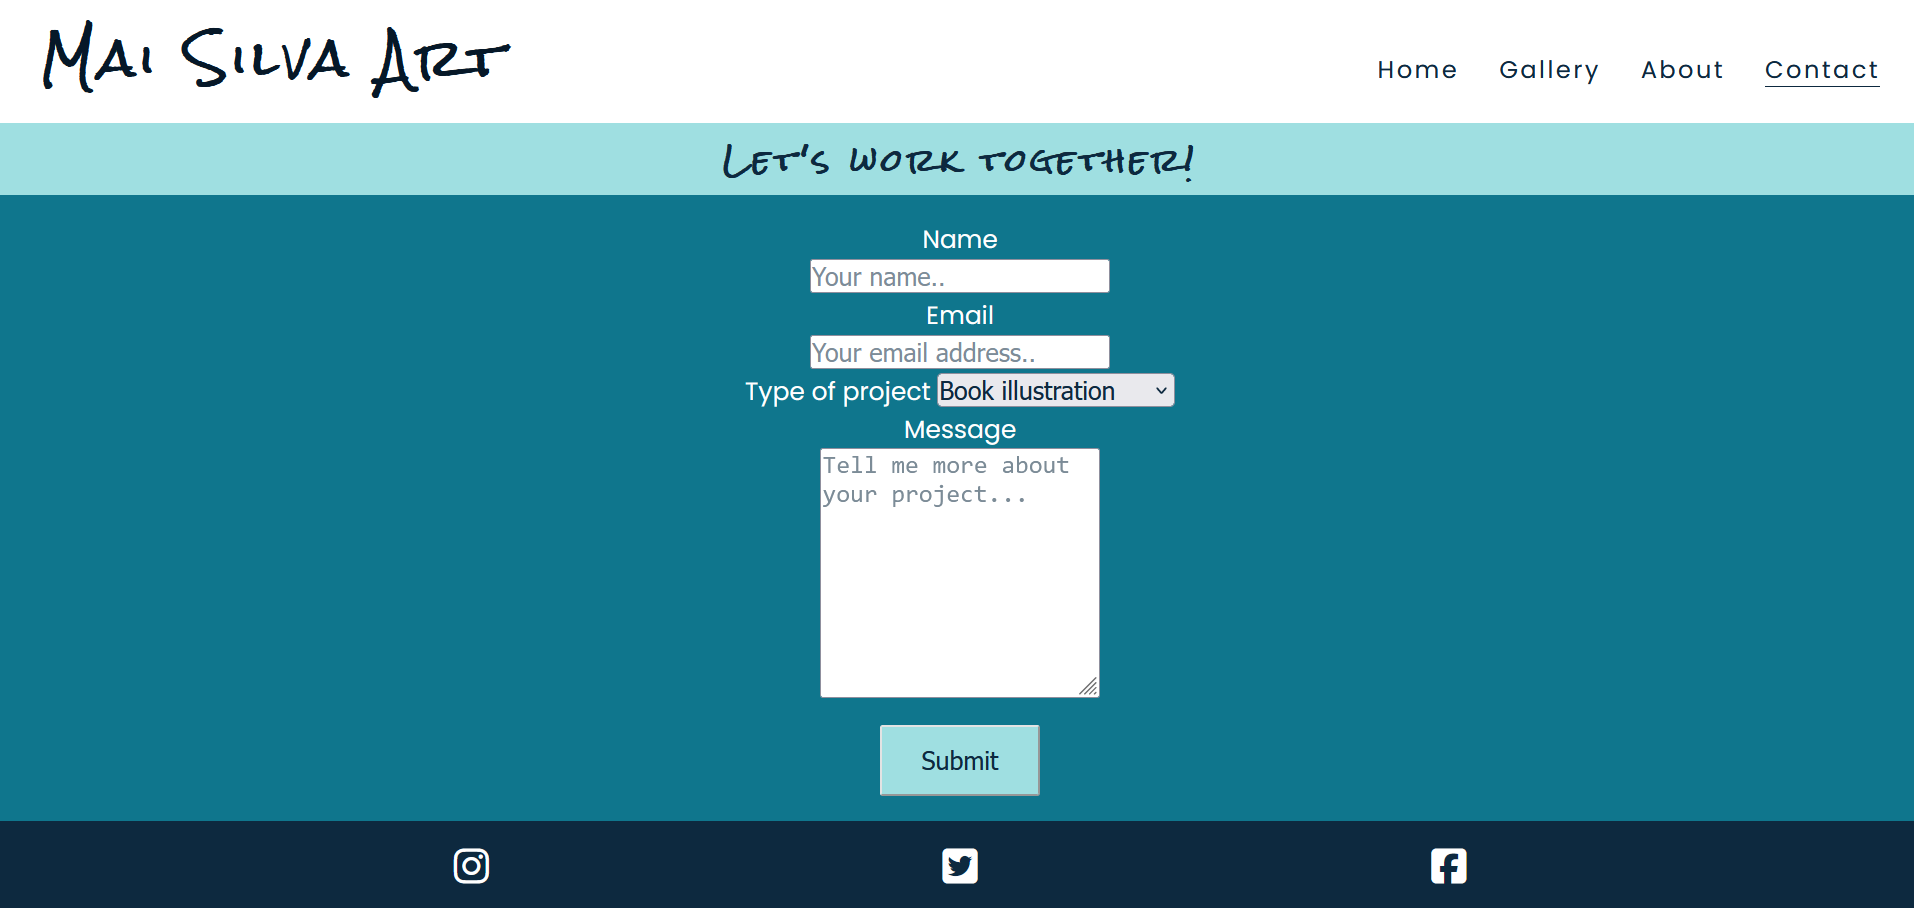 Mai Silva Art
Home Gallery About Contact
Let's work together!
Name
Your name..
Email
Your email address..
Type of project Book illustration
Message
Tell me more about
your project...
Submit